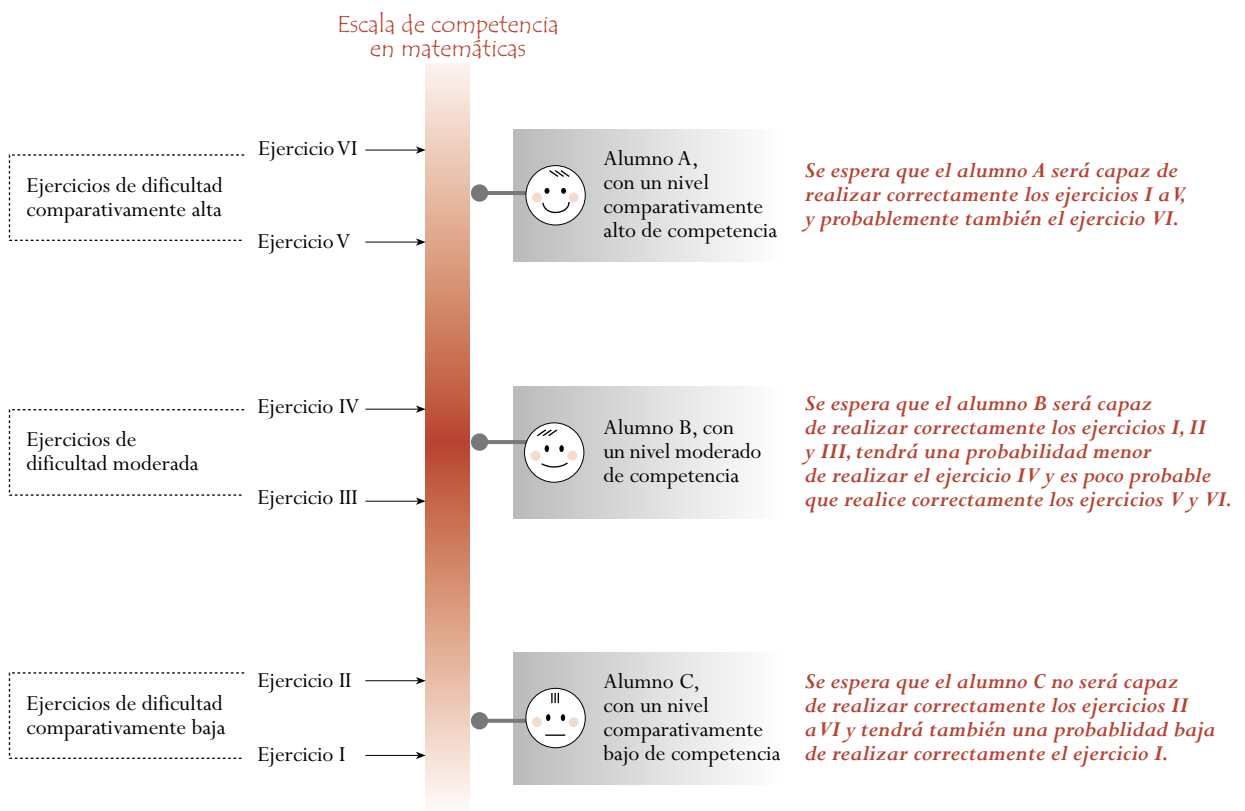 Escala de competencia
en matemáticas
Ejercicio VI
Ejercicios de dificultad
comparativamente alta
Ejercicio V
Alumno A,
con un nivel
comparativamente
alto de competencia
Se espera que el alumno A será capaz de
realizar correctamente los ejercicios I a V,
y probablemente también el ejercicio VI.
Ejercicio IV
Ejercicios de
dificultad moderada
Ejercicio III
Alumno B, con
un nivel moderado
de competencia
Se espera que el alumno B será capaz
de realizar correctamente los ejercicios I, II
y III, tendrá una probabilidad menor
de realizar el ejercicio IV y es poco probable
que realice correctamente los ejercicios V y VI.
Ejercicio II
Ejercicios de dificultad
comparativamente baja
Ejercicio I
Alumno C,
con un nivel
comparativamente
bajo de competencia
Se espera que el alumno C no será capaz
de realizar correctamente los ejercicios II
a VI y tendrá también una probablidad baja
de realizar correctamente el ejercicio I.